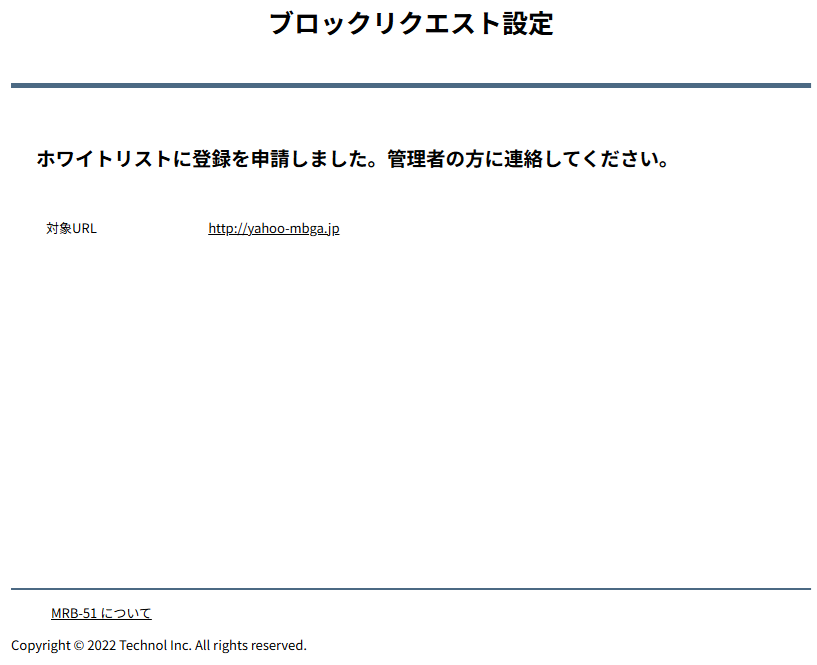 ブロックリクエスト設定
ホワイトリストに登録を申請しました。管理者の方に連絡してください。
対象URL http://yahoo-mbga.jp
MRB-51 について
Copyright © 2022 Technol Inc. All rights reserved.